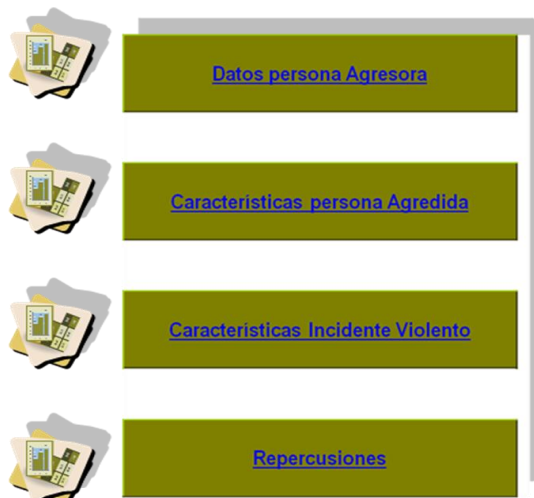 Datos persona Agresora
Características persona Agredida
Características Incidente Violento
Repercusiones